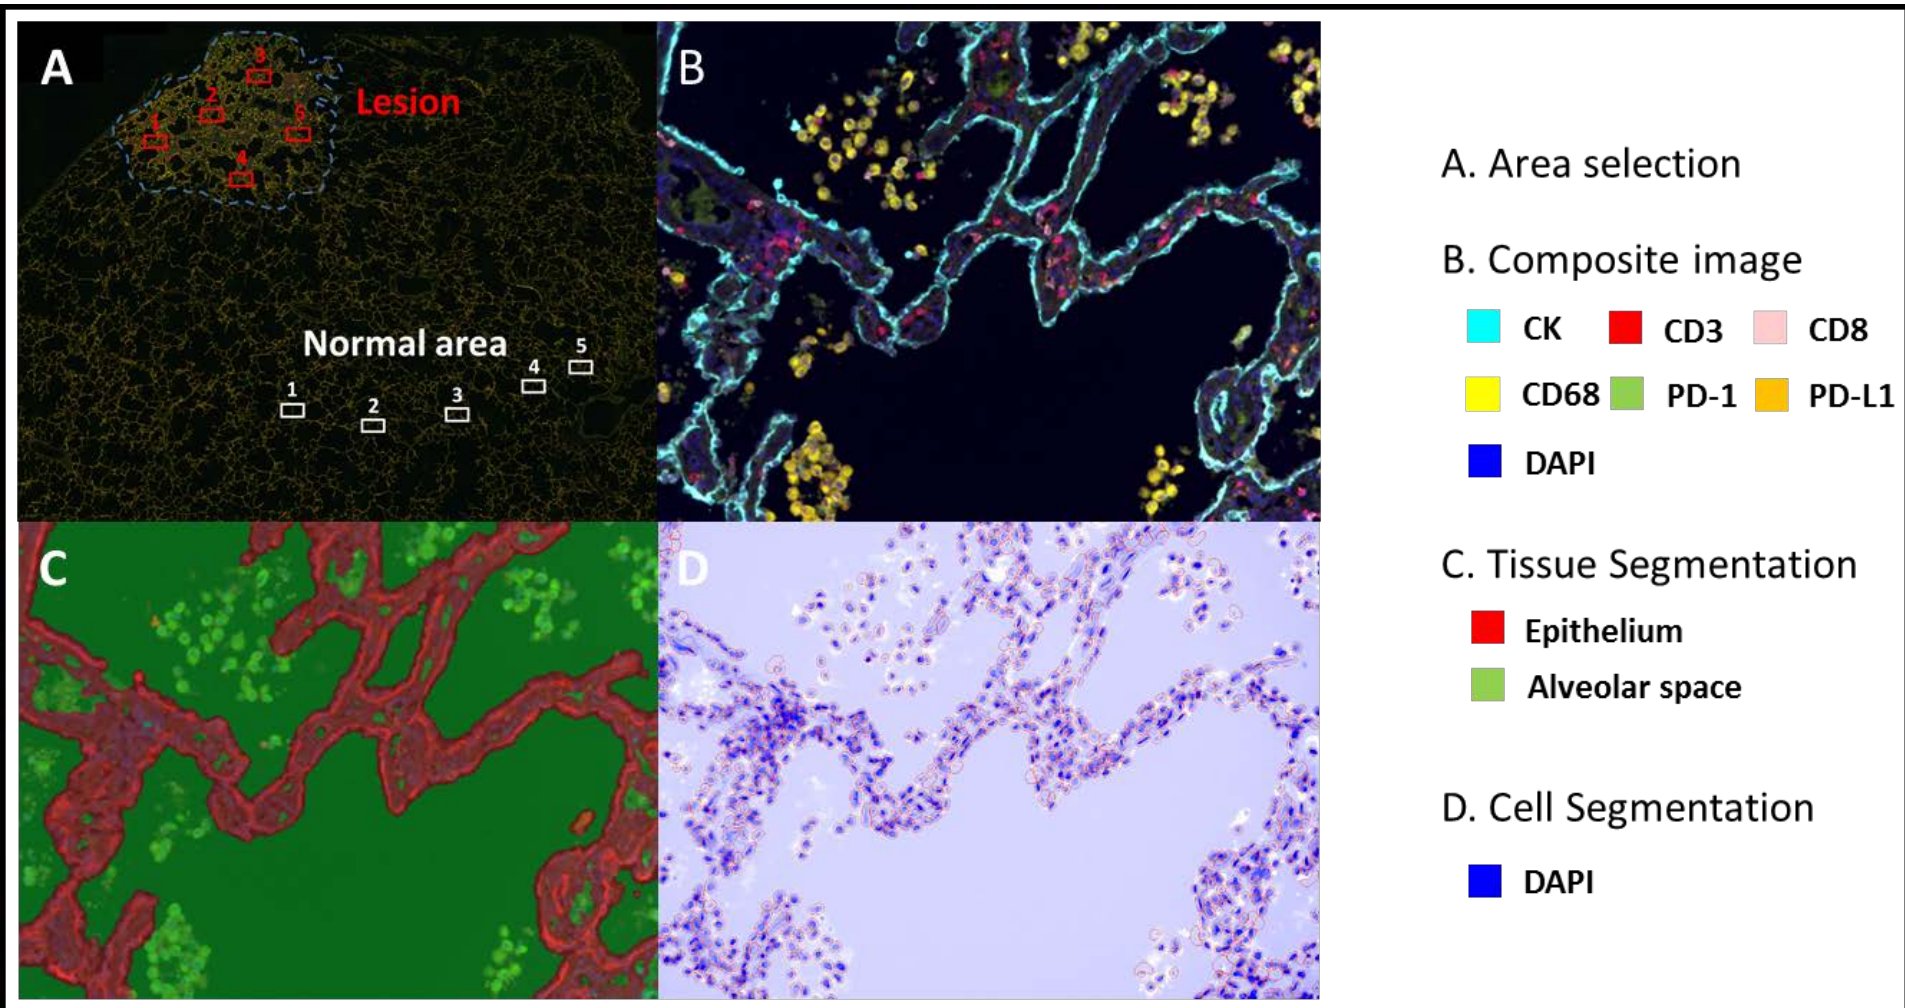 A
3
2
Lesion
1
5
4
Normal area
5
4
3
1
2
B
C
D
A. Area selection
B. Composite image
CK CD3 CD8
CD68 PD-1 PD-L1
DAPI
C. Tissue Segmentation
Epithelium
Alveolar space
D. Cell Segmentation
DAPI